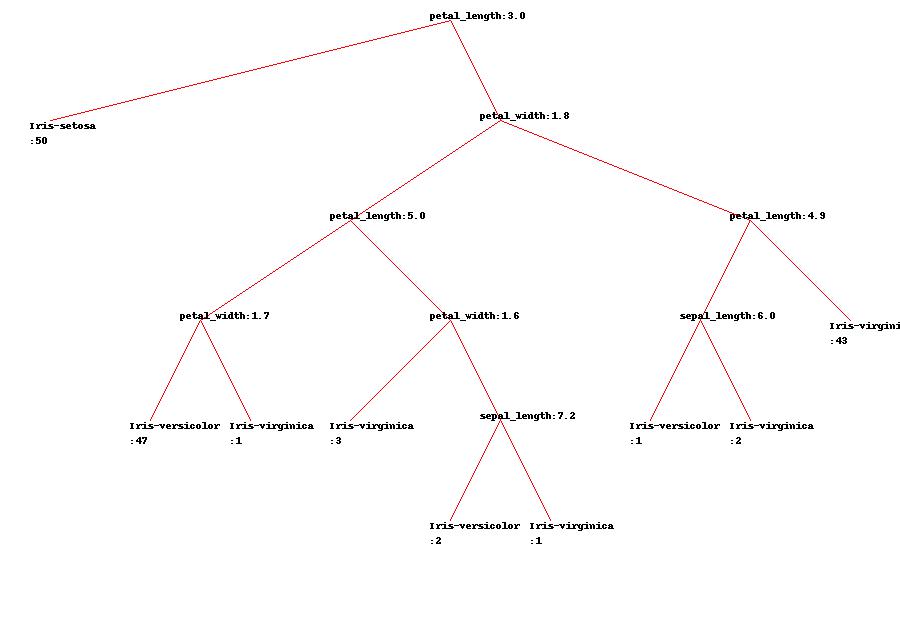 petal_length:3.0
petal_width:1.8
Iris-setosa
:50
petal_length:5.0
petal_length:4.9
petal_width:1.7
petal_width:1.6
sepal_length:6.0
Iris-virgini
:43
sepal_length:7.2
Iris-versicolor
:47
Iris-virginica
:1
Iris-virginica
:3
Iris-versicolor
:1
Iris-virginica
:2
Iris-versicolor
:2
Iris-virginica
:1